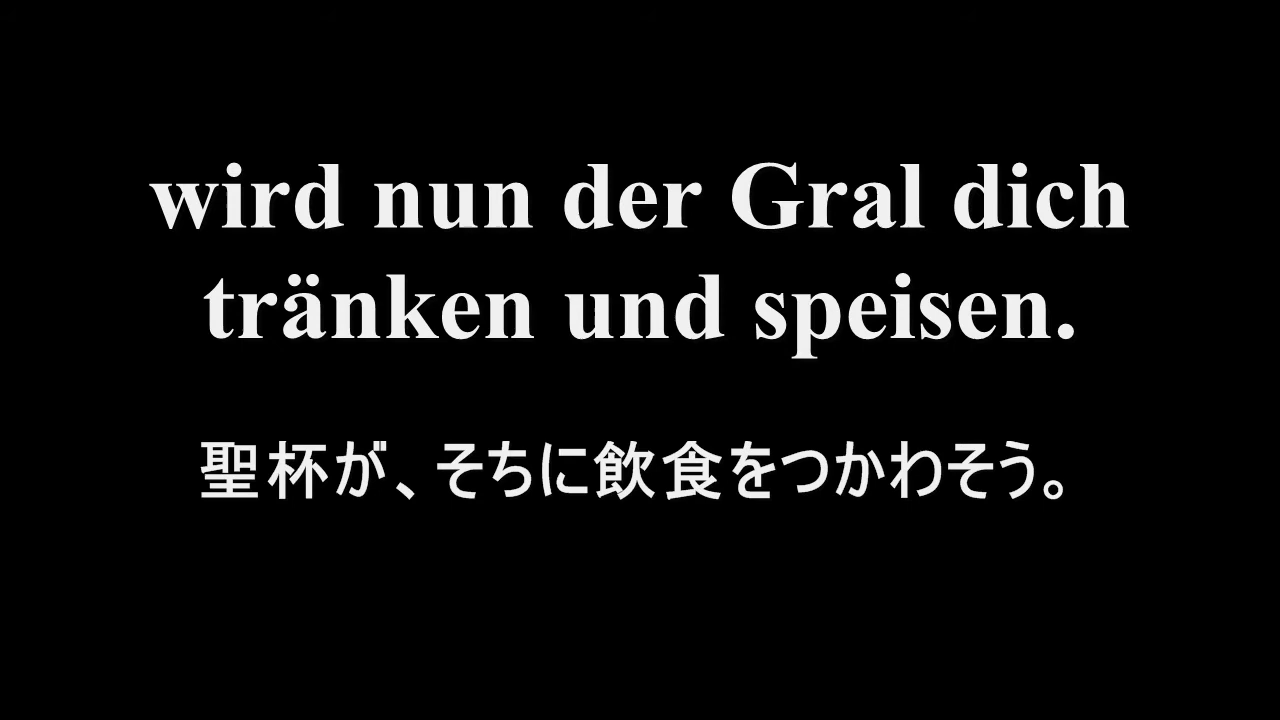 wird nun der Gral dich
tränken und speisen.
聖杯が、そちに飲食をつかわそう。